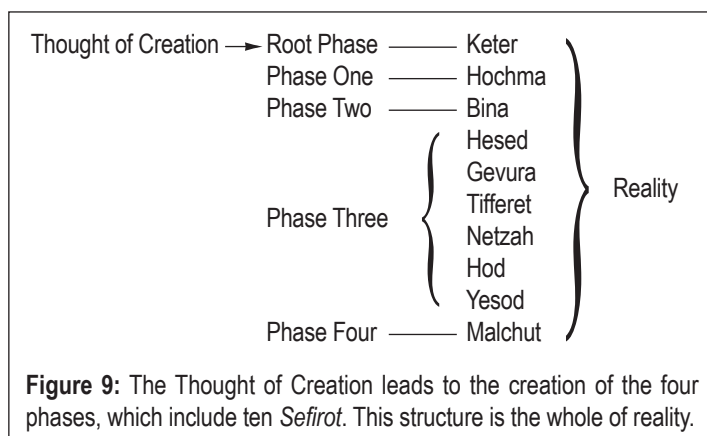 Thought of Creation Root Phase Keter
Phase One Hochma
Phase Two Bina
Hesed
Gevura
Tifferet
Reality
Netzah
Phase Three
Hod
Yesod
Phase Four Malchut
Figure 9: The Thought of Creation leads to the creation of the four
phases, which include ten Sefirot. This structure is the whole of reality.